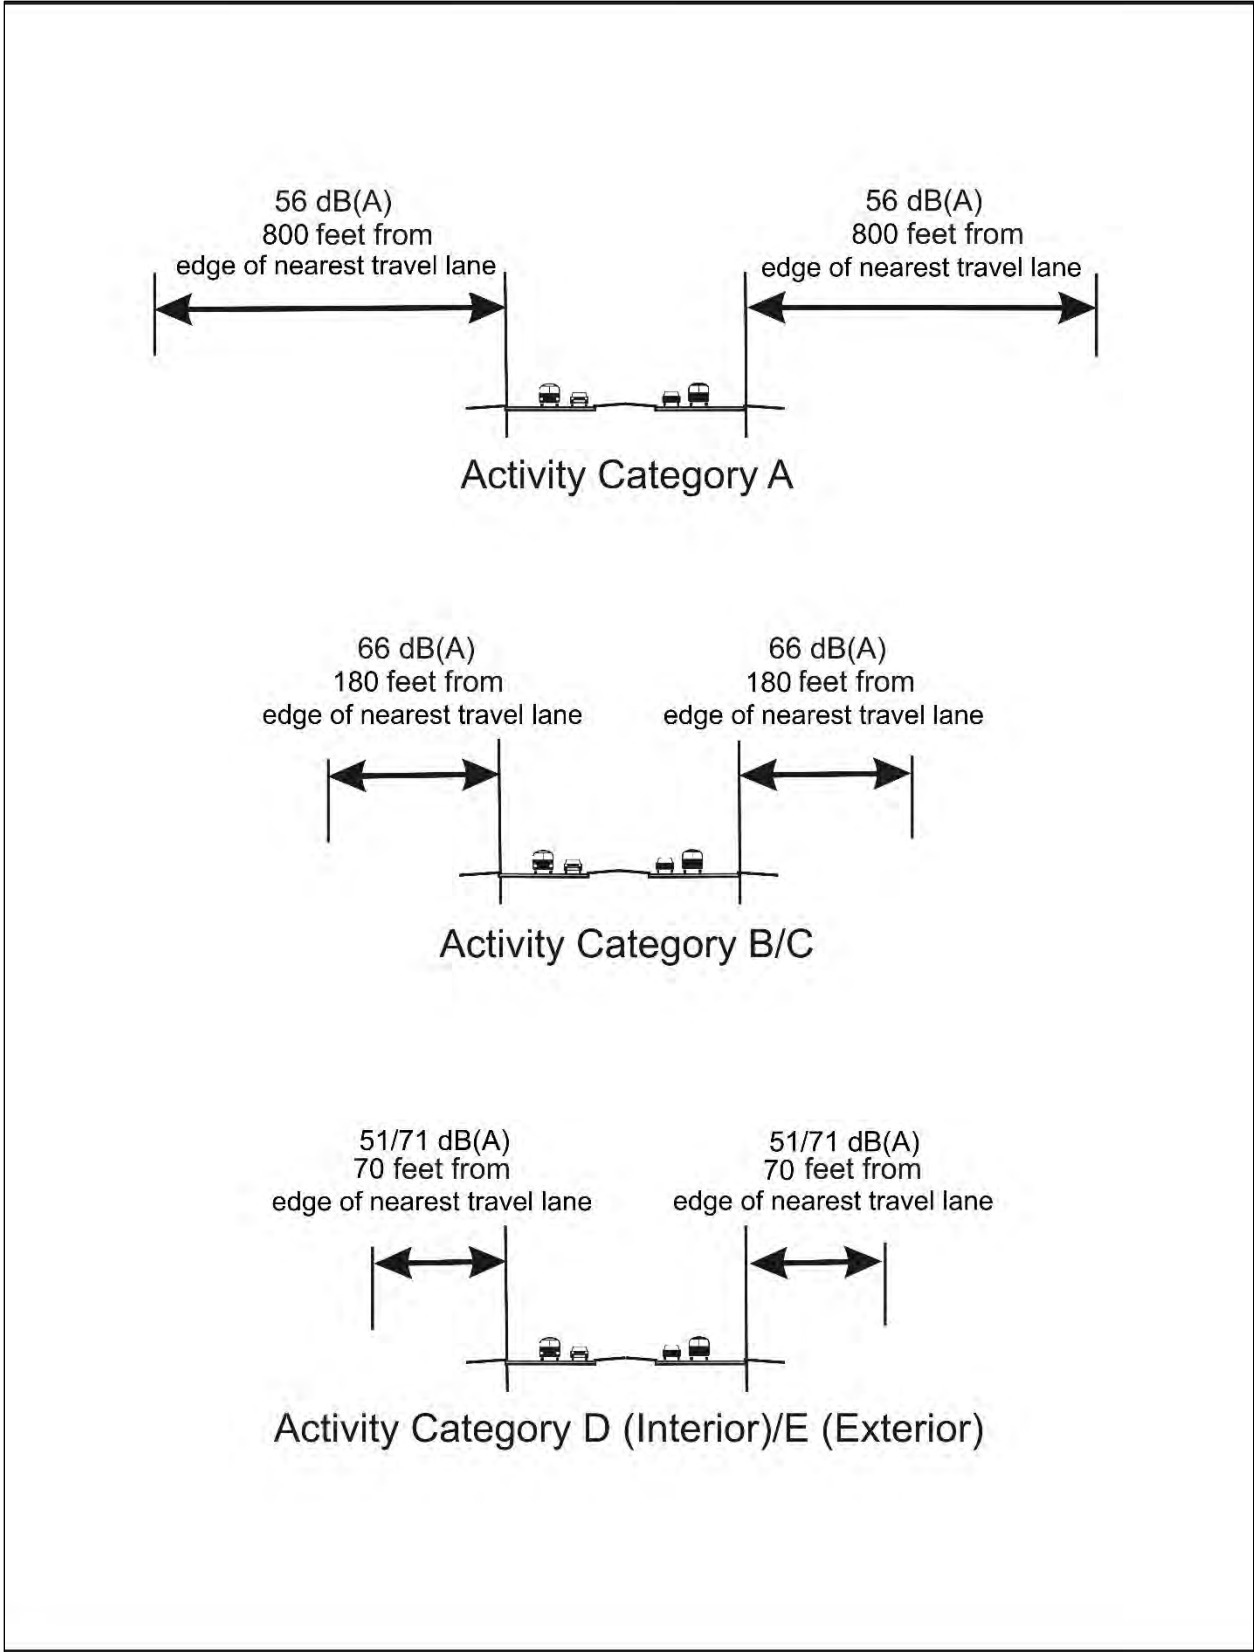 56 dB(A)
800 feet from
edge of nearest travel lane
56 dB(A)
800 feet from
edge of nearest travel lane
Activity Category A
66 dB(A)
180 feet from
edge of nearest travel lane
66 dB(A)
180 feet from
edge of nearest travel lane
Activity Category B/C
51/71 dB(A)
70 feet from
edge of nearest travel lane
51/71 dB(A)
70 feet from
edge of nearest travel lane
Activity Category D (Interior)/E (Exterior)